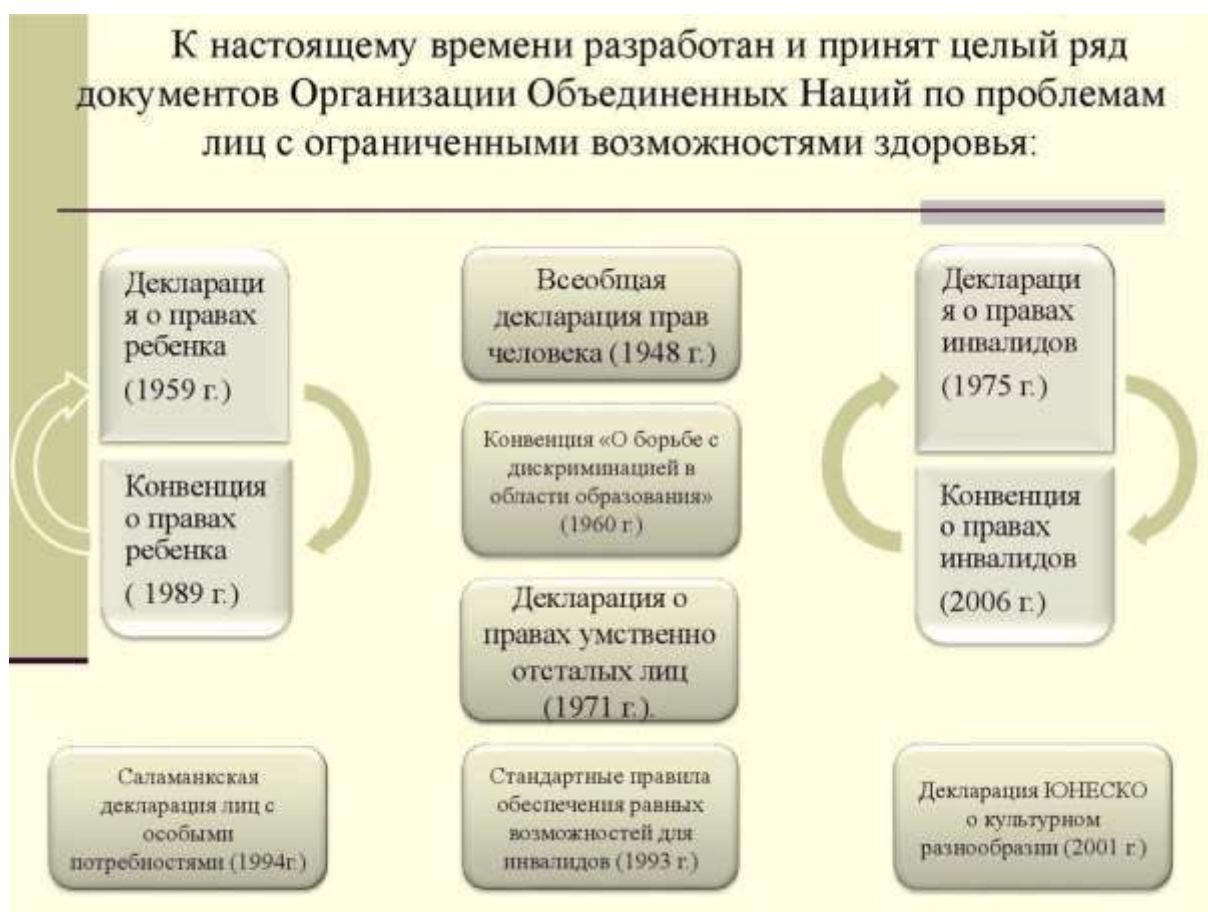 К настоящему времени разработан и принят целый ряд
документов Организации Объединенных Наций по проблемам
лиц с ограниченными возможностями здоровья:
Деклараци
я о правах
ребенка
(1959 г.)
Конвенция
о правах
ребенка
( 1989 г.)
Всеобщая
декларация прав
человека (1948 г.)
Конвенция «О борьбе с
дискриминацией в
области образования»
(1960 г.)
Декларация о
правах умственно
отсталых лиц
(1971 г.).
Деклараци
я о правах
инвалидов
(1975 г.)
Конвенция
о правах
инвалидов
(2006 г.)
Саламанкская
декларация лиц с
особыми
потребностями (1994г.)
Стандартные правила
обеспечения равных
возможностей для
инвалидов (1993 г.)
Декларация ЮНЕСКО
о культурном
разнообразии (2001 г.)